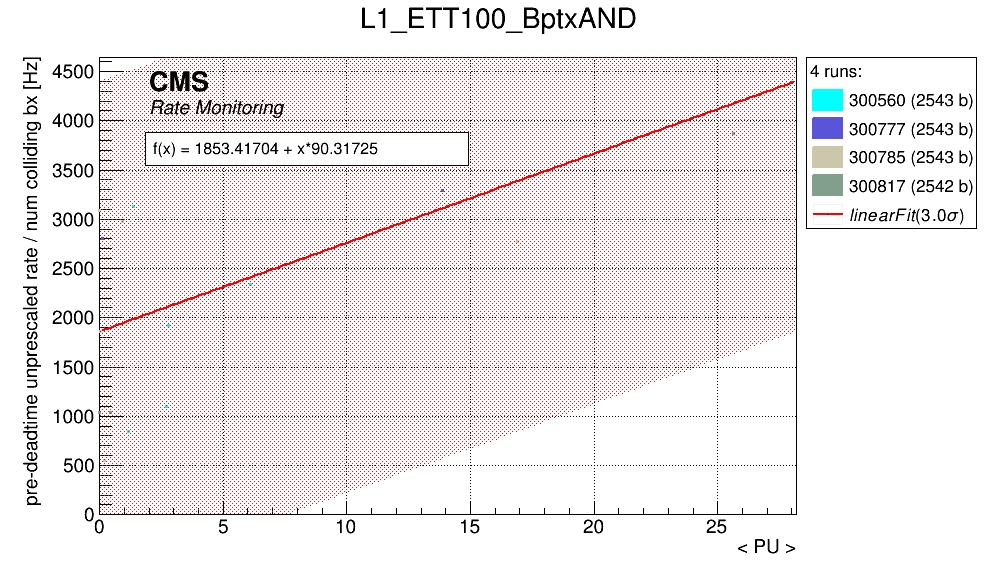 L1_ETT100_BptxAND
pre-deadtime unprescaled rate / num colliding bx [Hz]
4500
4000
3500
3000
2500
2000
1500
1000
500
0
CMS
Rate Monitoring
f(x) = 1853.41704 + x*90.31725
0 5 10 15 20 25
< PU >
4 runs:
300560 (2543 b)
300777 (2543 b)
300785 (2543 b)
300817 (2542 b)
linearFit(3.0σ)